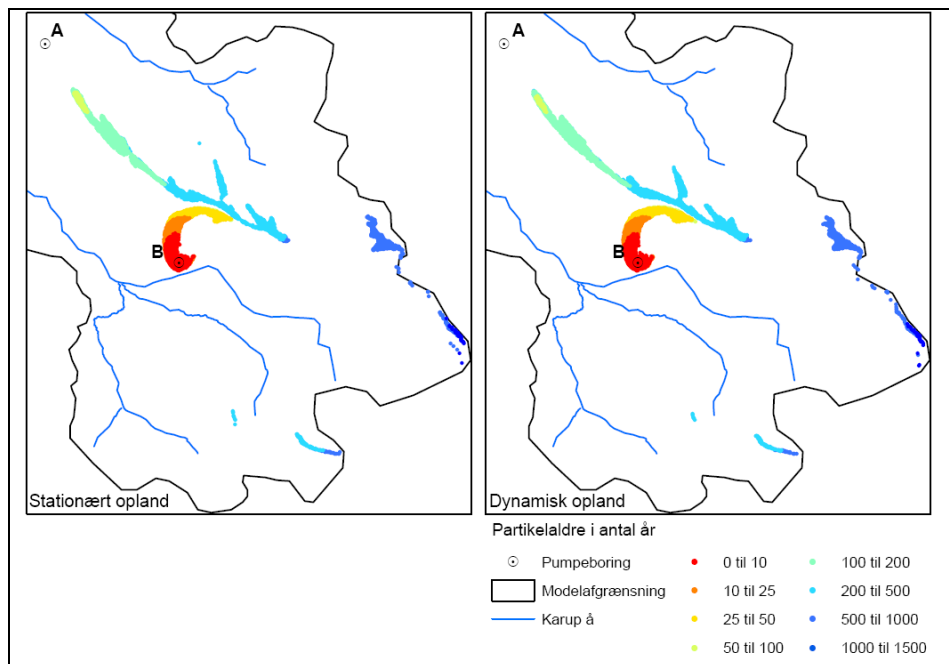 A
A
B
B
Stationært opland
Dynamisk opland
Partikelaldre i antal år
Pumpeboring
Modelafgrænsning
Karup å
0 til 10
10 til 25
25 til 50
50 til 100
100 til 200
200 til 500
500 til 1000
1000 til 1500